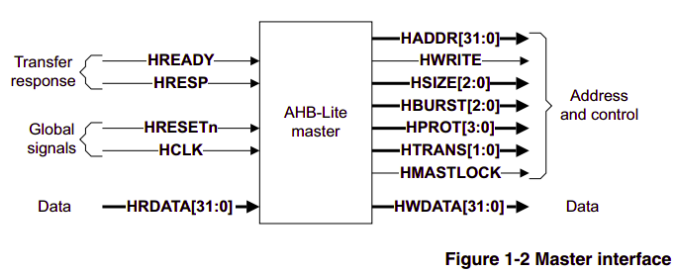 HADDR[31:0]
Transfer
response
HREADY
HRESP
HWRITE
HSIZE[2:0]
HBURST[2:0]
Address
and control
AHB-Lite
master
Global
signals
HRESETn
HCLK
HPROT[3:0]
HTRANS[1:0]
HMASTLOCK
Data
HRDATA[31:0]
HWDATA[31:0]
Data
Figure 1-2 Master interface